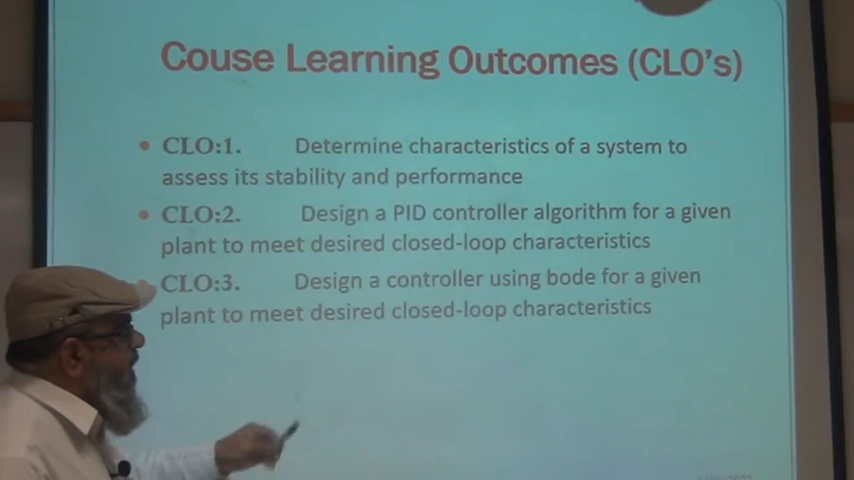 Couse Learning Outcomes (CLO's)
• CLO:1. Determine characteristics of a system to
assess its stability and performance
• CLO:2. Design a PID controller algorithm for a given
plant to meet desired closed-loop characteristics
CLO:3. Design a controller using bode for a given
plant to meet desired closed-loop characteristics